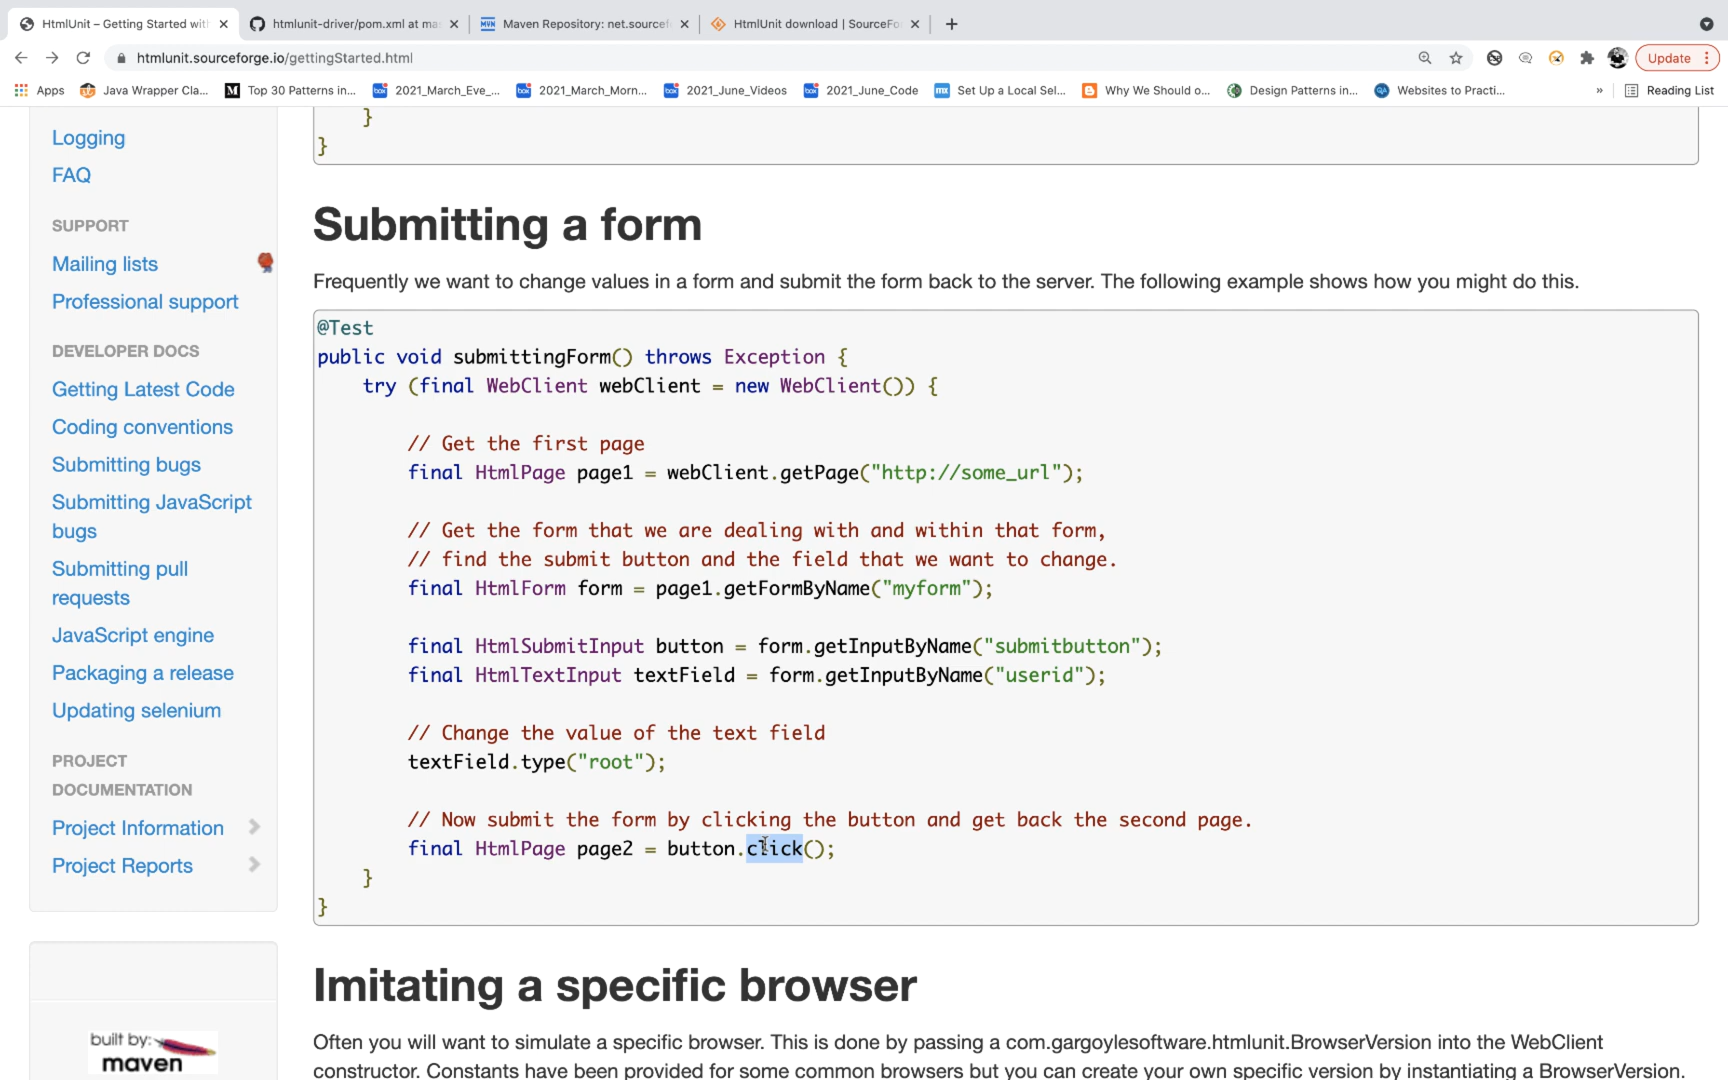 HtmlUnit – Getting Started wit
htmlunit-driver/pom.xml at ma
Maven Repository: net.sourcef
HtmlUnit download | SourceFo
htmlunit.sourceforge.io/gettingStarted.html
Update
Apps
Java Wrapper Cla...
Top 30 Patterns in...
2021_March_Eve_...
2021_March_Morn...
2021_June_Videos
2021_June_Code
Set Up a Local Sel...
Why We Should o...
Design Patterns in...
Websites to Practi...
»
Reading List
Logging
FAQ
SUPPORT
Mailing lists
Professional support
DEVELOPER DOCS
Getting Latest Code
Coding conventions
Submitting bugs
Submitting JavaScript
bugs
Submitting pull
requests
JavaScript engine
Packaging a release
Updating selenium
PROJECT
DOCUMENTATION
Project Information
Project Reports
built by:
maven
}
}
Submitting a form
Frequently we want to change values in a form and submit the form back to the server. The following example shows how you might do this.
@Test
public void submittingForm() throws Exception {
try (final WebClient webClient = new WebClient()) {
// Get the first page
final HtmlPage page1 = webClient.getPage("http://some_url");
// Get the form that we are dealing with and within that form,
// find the submit button and the field that we want to change.
final HtmlForm form = page1.getFormByName("myform");
final HtmlSubmitInput button = form.getInputByName("submitbutton");
final HtmlTextInput textField = form.getInputByName("userid");
// Change the value of the text field
textField.type("root");
// Now submit the form by clicking the button and get back the second page.
final HtmlPage page2 = button.click();
}
}
Imitating a specific browser
Often you will want to simulate a specific browser. This is done by passing a com.gargoylesoftware.htmlunit.BrowserVersion into the WebClient
constructor. Constants have been provided for some common browsers but you can create your own specific version by instantiating a BrowserVersion.